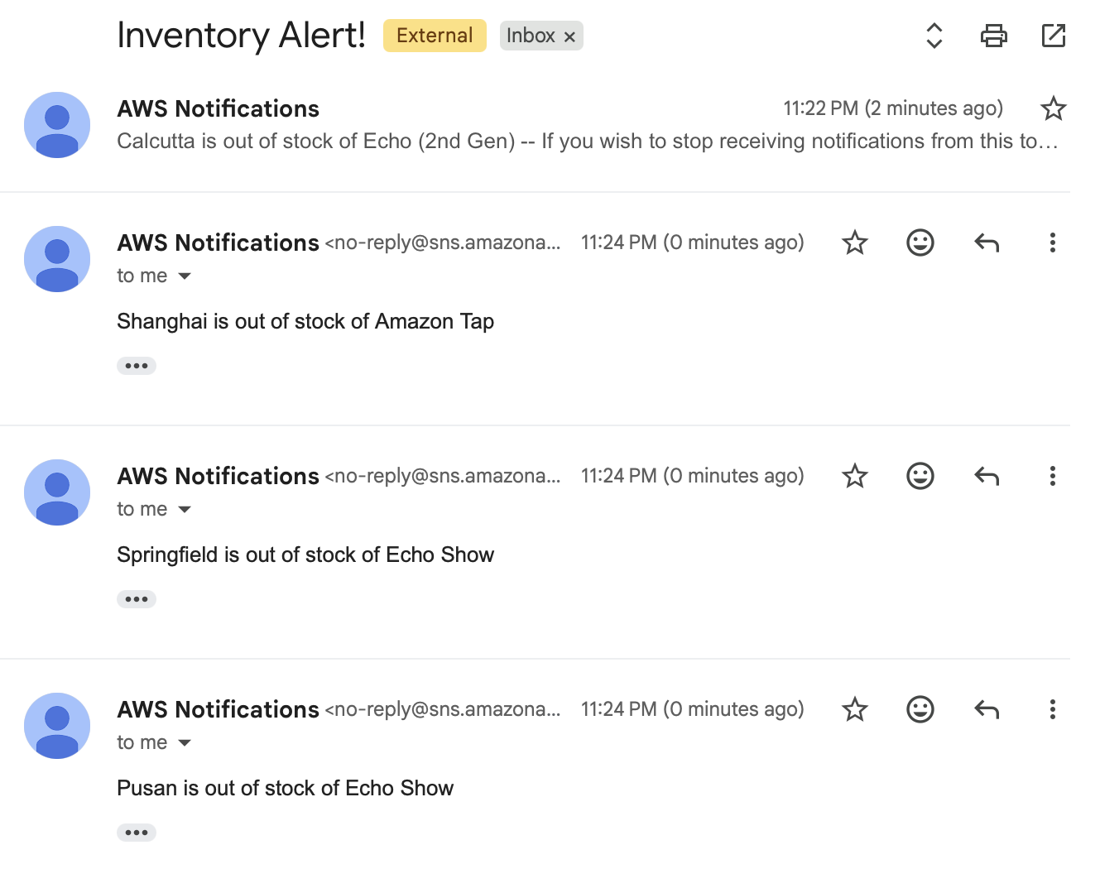 Inventory Alert! External Inbox ×
AWS Notifications 11:22 PM (2 minutes ago)
Calcutta is out of stock of Echo (2nd Gen) -- If you wish to stop receiving notifications from this to…
AWS Notifications <no-reply@sns.amazona... 11:24 PM (0 minutes ago)
to me
Shanghai is out of stock of Amazon Tap
AWS Notifications <no-reply@sns.amazona... 11:24 PM (0 minutes ago)
to me
Springfield is out of stock of Echo Show
AWS Notifications <no-reply@sns.amazona... 11:24 PM (0 minutes ago)
to me
Pusan is out of stock of Echo Show